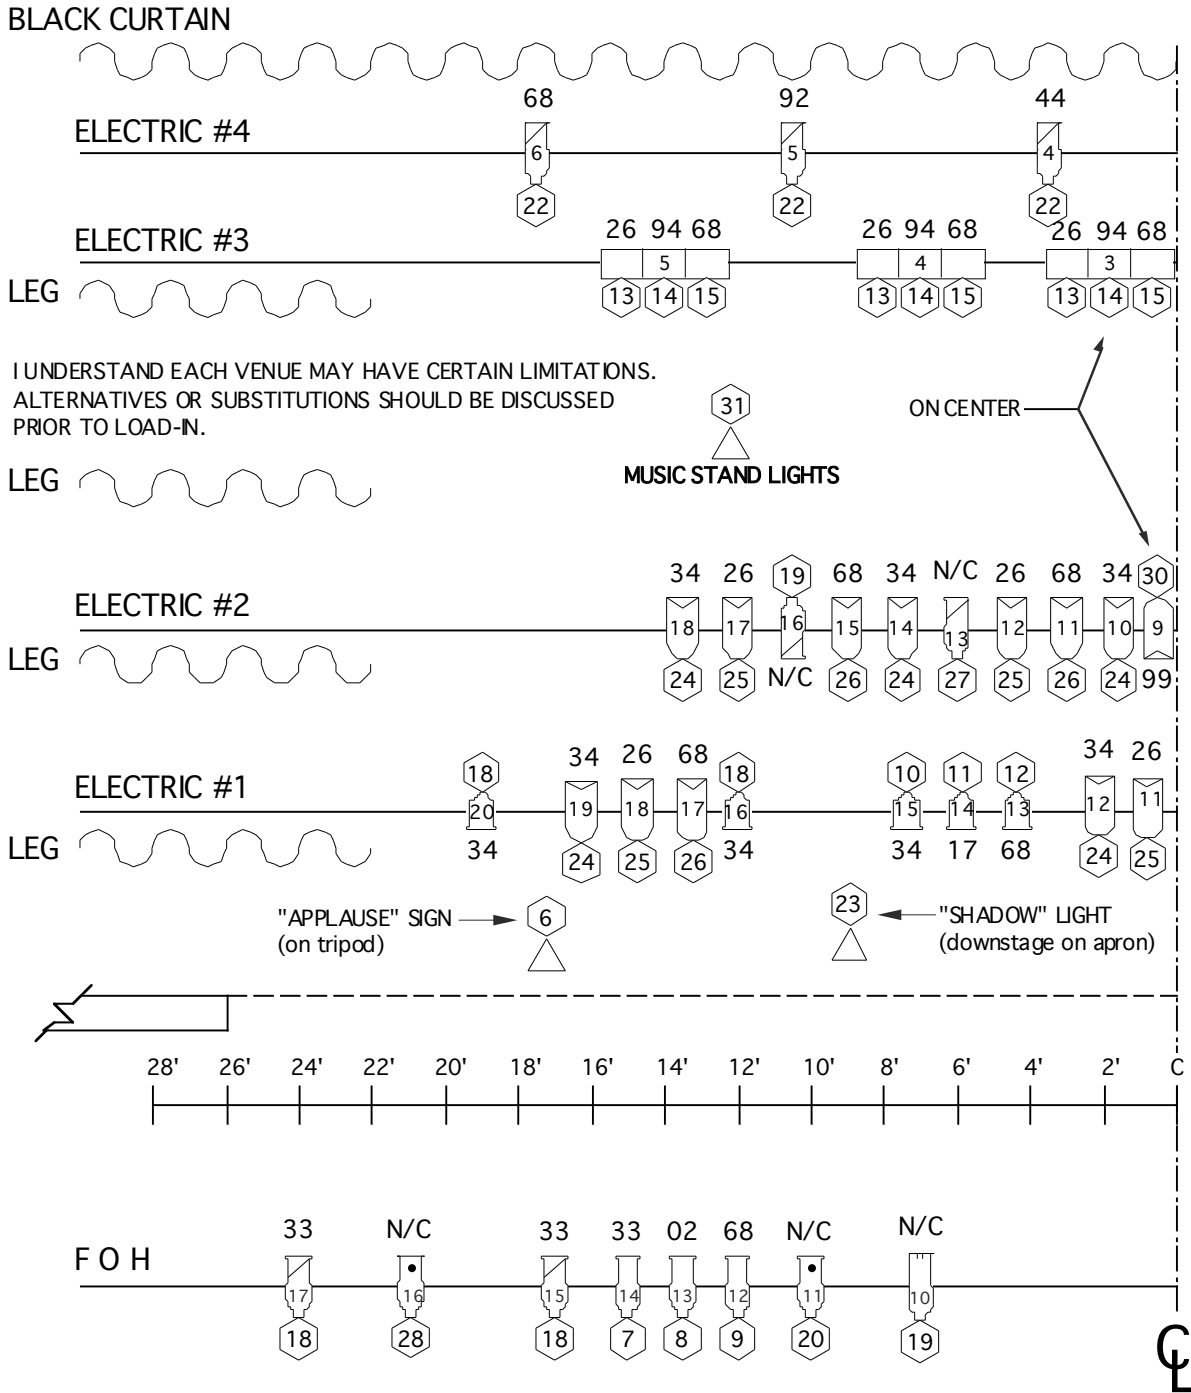 BLACK CURTAIN
68 92 44
ELECTRIC #4
6 5 4
22 22 22
ELECTRIC #3
26 94 68 26 94 68 26 94 68
5 4 3
LEG
13 14 15 13 14 15 13 14 15
I UNDERSTAND EACH VENUE MAY HAVE CERTAIN LIMITATIONS.
ALTERNATIVES OR SUBSTITUTIONS SHOULD BE DISCUSSED
PRIOR TO LOAD-IN.
31
ON CENTER
MUSIC STAND LIGHTS
LEG
34 26 19 68 34 N/C 26 68 34 30
ELECTRIC #2
18 17 16 15 14 13 12 11 10 9
LEG
24 25 N/C 26 24 27 25 26 24 99
34 26 68 34 26
18 18 10 11 12
ELECTRIC #1
20 19 18 17 16 15 14 13 12 11
LEG
34 24 25 26 34 34 17 68 24 25
"APPLAUSE" SIGN
(on tripod)
6
23
"SHADOW" LIGHT
(downstage on apron)
28' 26' 24' 22' 20' 18' 16' 14' 12' 10' 8' 6' 4' 2' C
33 N/C 33 33 02 68 N/C N/C
F O H
17 16 15 14 13 12 11 10
18 28 18 7 8 9 20 19
CL